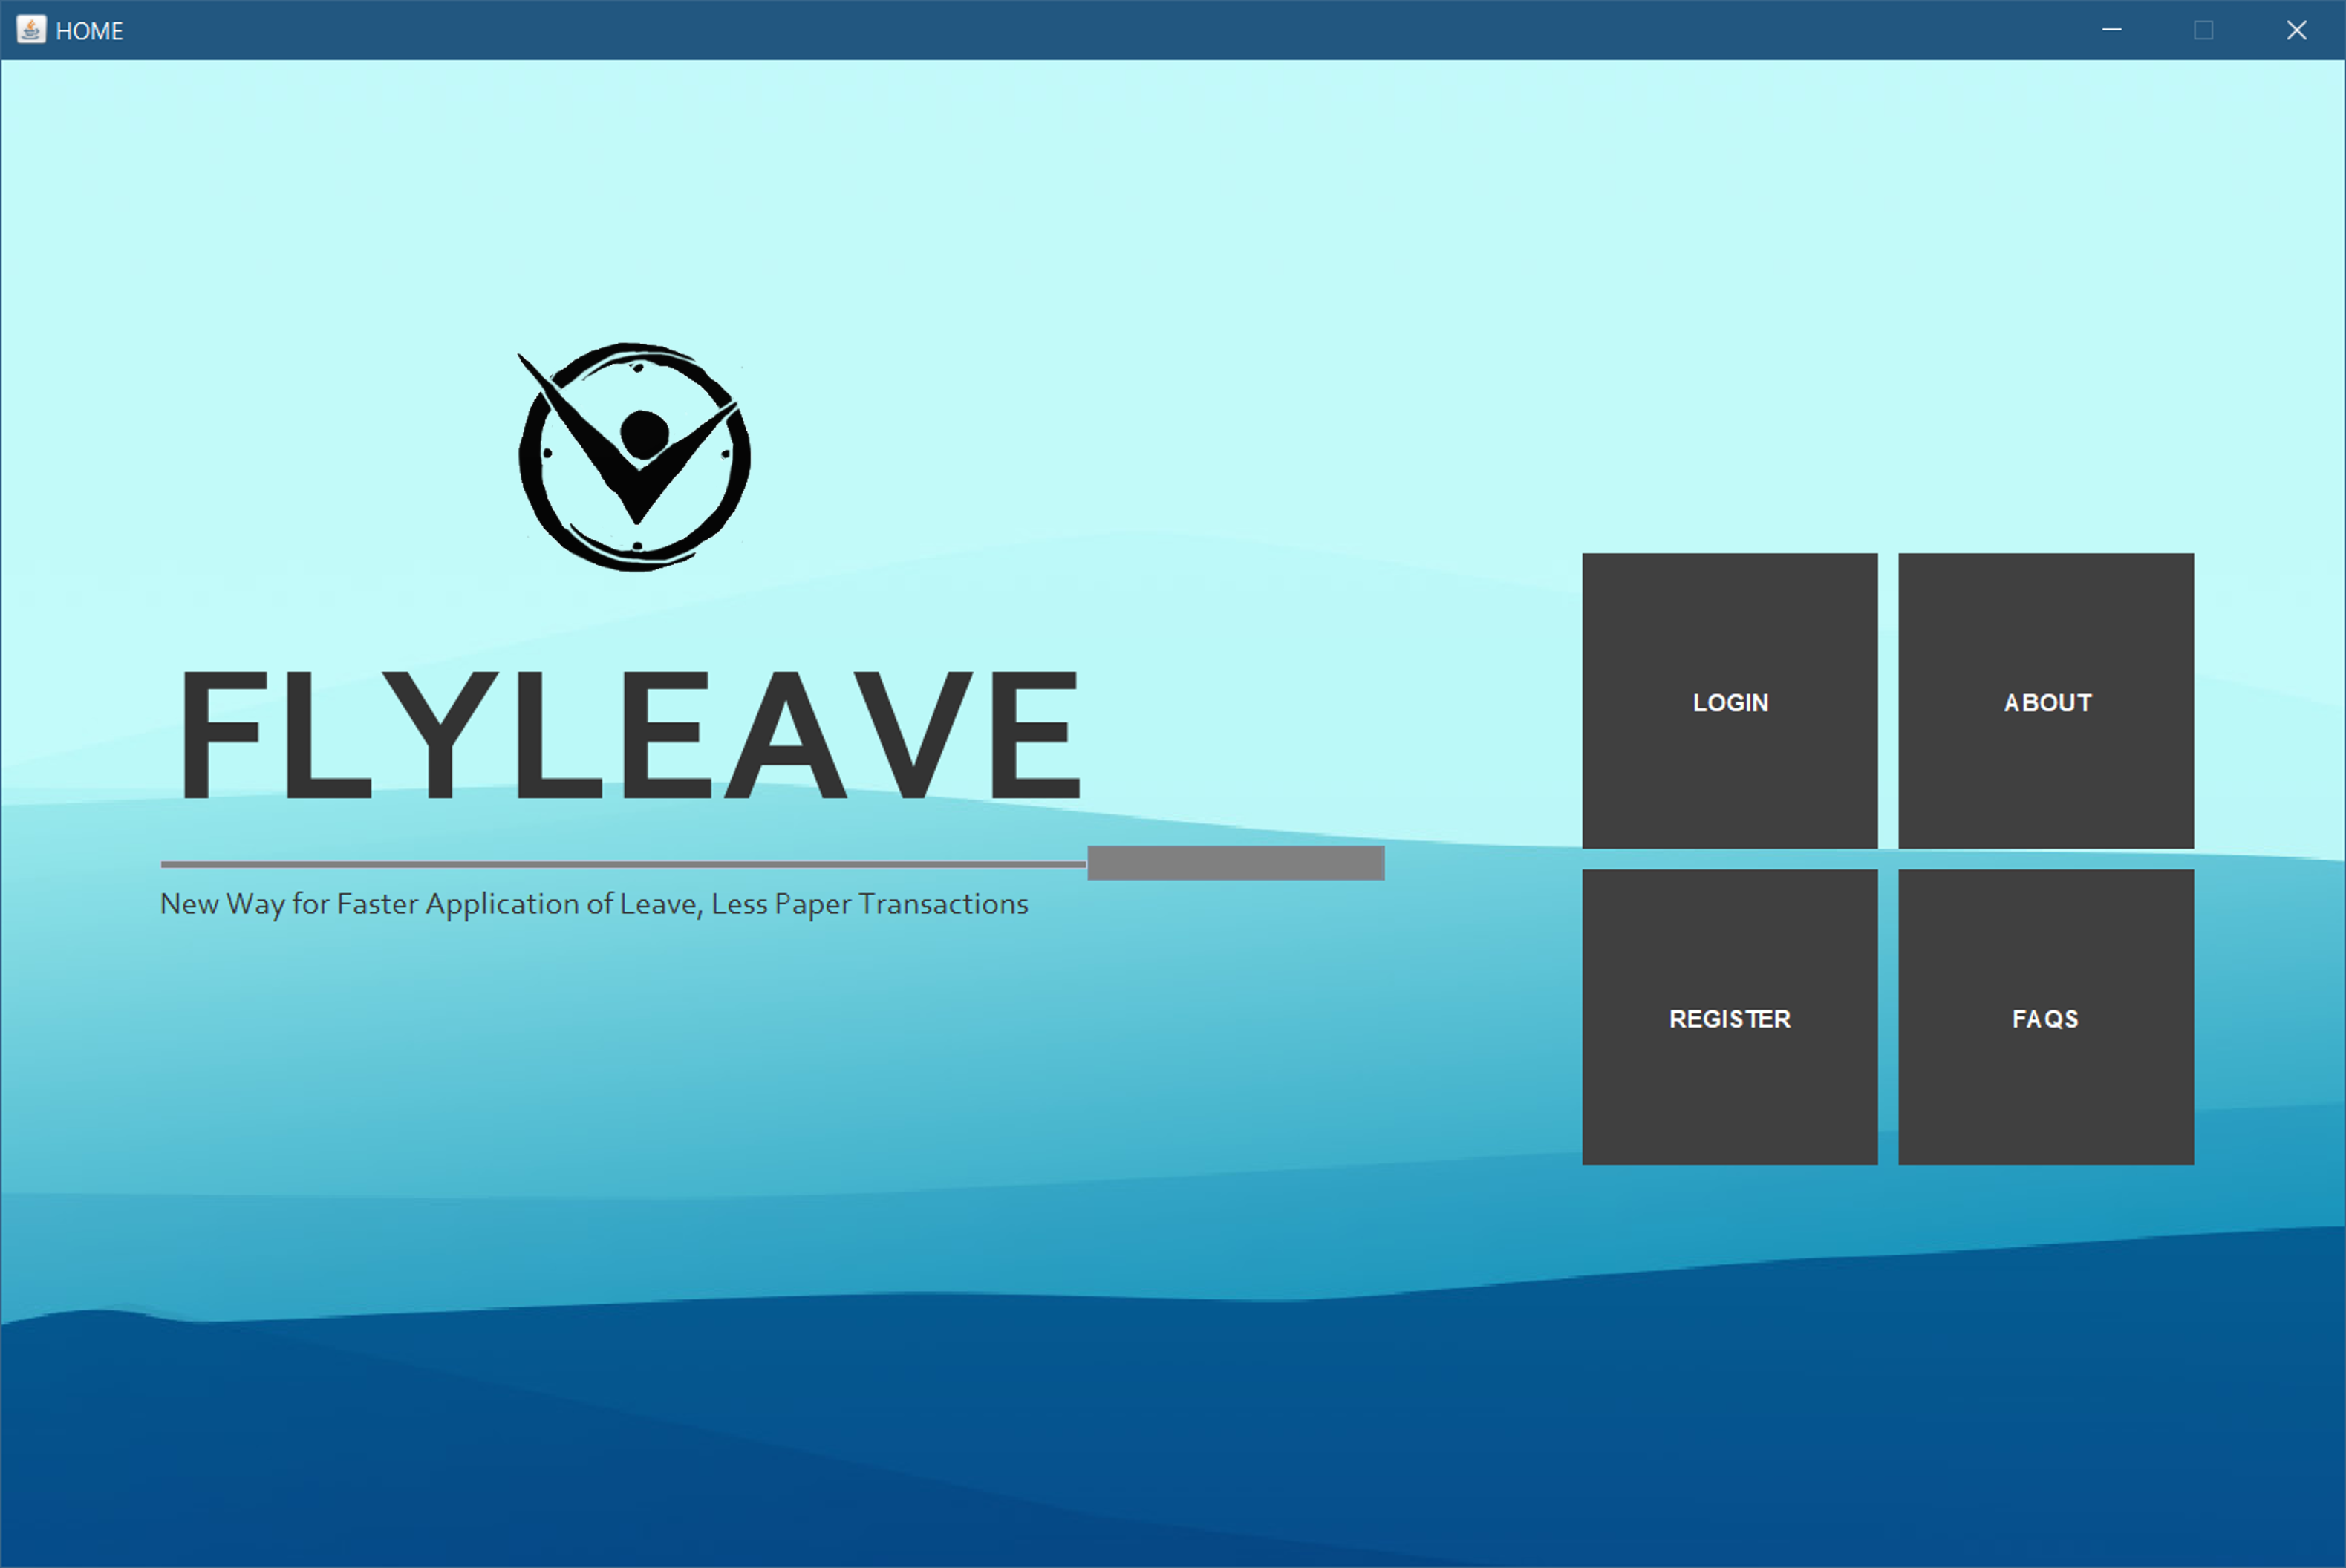 HOME
FLYLEAVE
New Way for Faster Application of Leave, Less Paper Transactions
LOGIN
ABOUT
REGISTER
FAQS